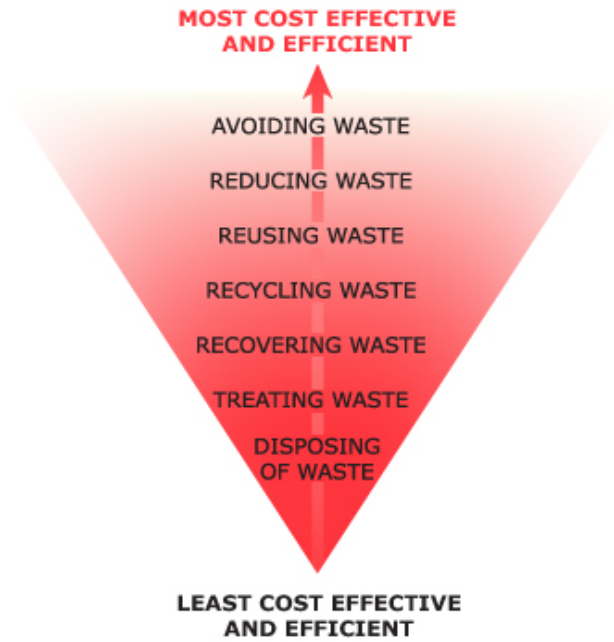 MOST COST EFFECTIVE
AND EFFICIENT
AVOIDING WASTE
REDUCING WASTE
REUSING WASTE
RECYCLING WASTE
RECOVERING WASTE
TREATING WASTE
DISPOSING
OF WASTE
LEAST COST EFFECTIVE
AND EFFICIENT